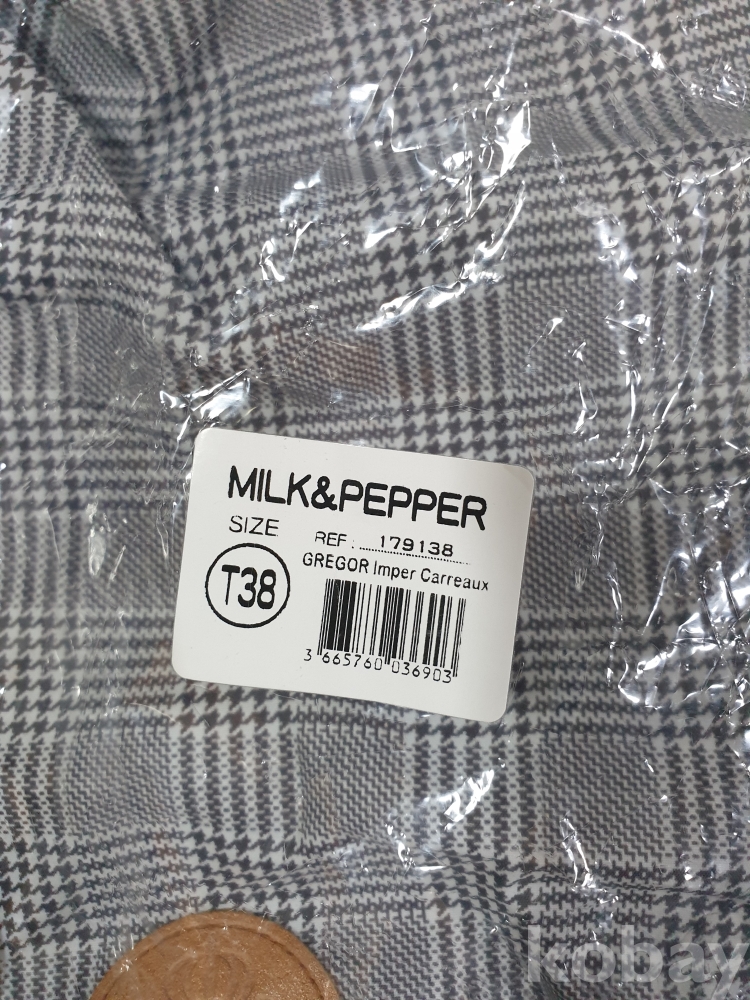 MILK&PEPPER
SIZE
REF : 179138
T38
GREGOR Imper Carreaux
3 665760 036903
kobay